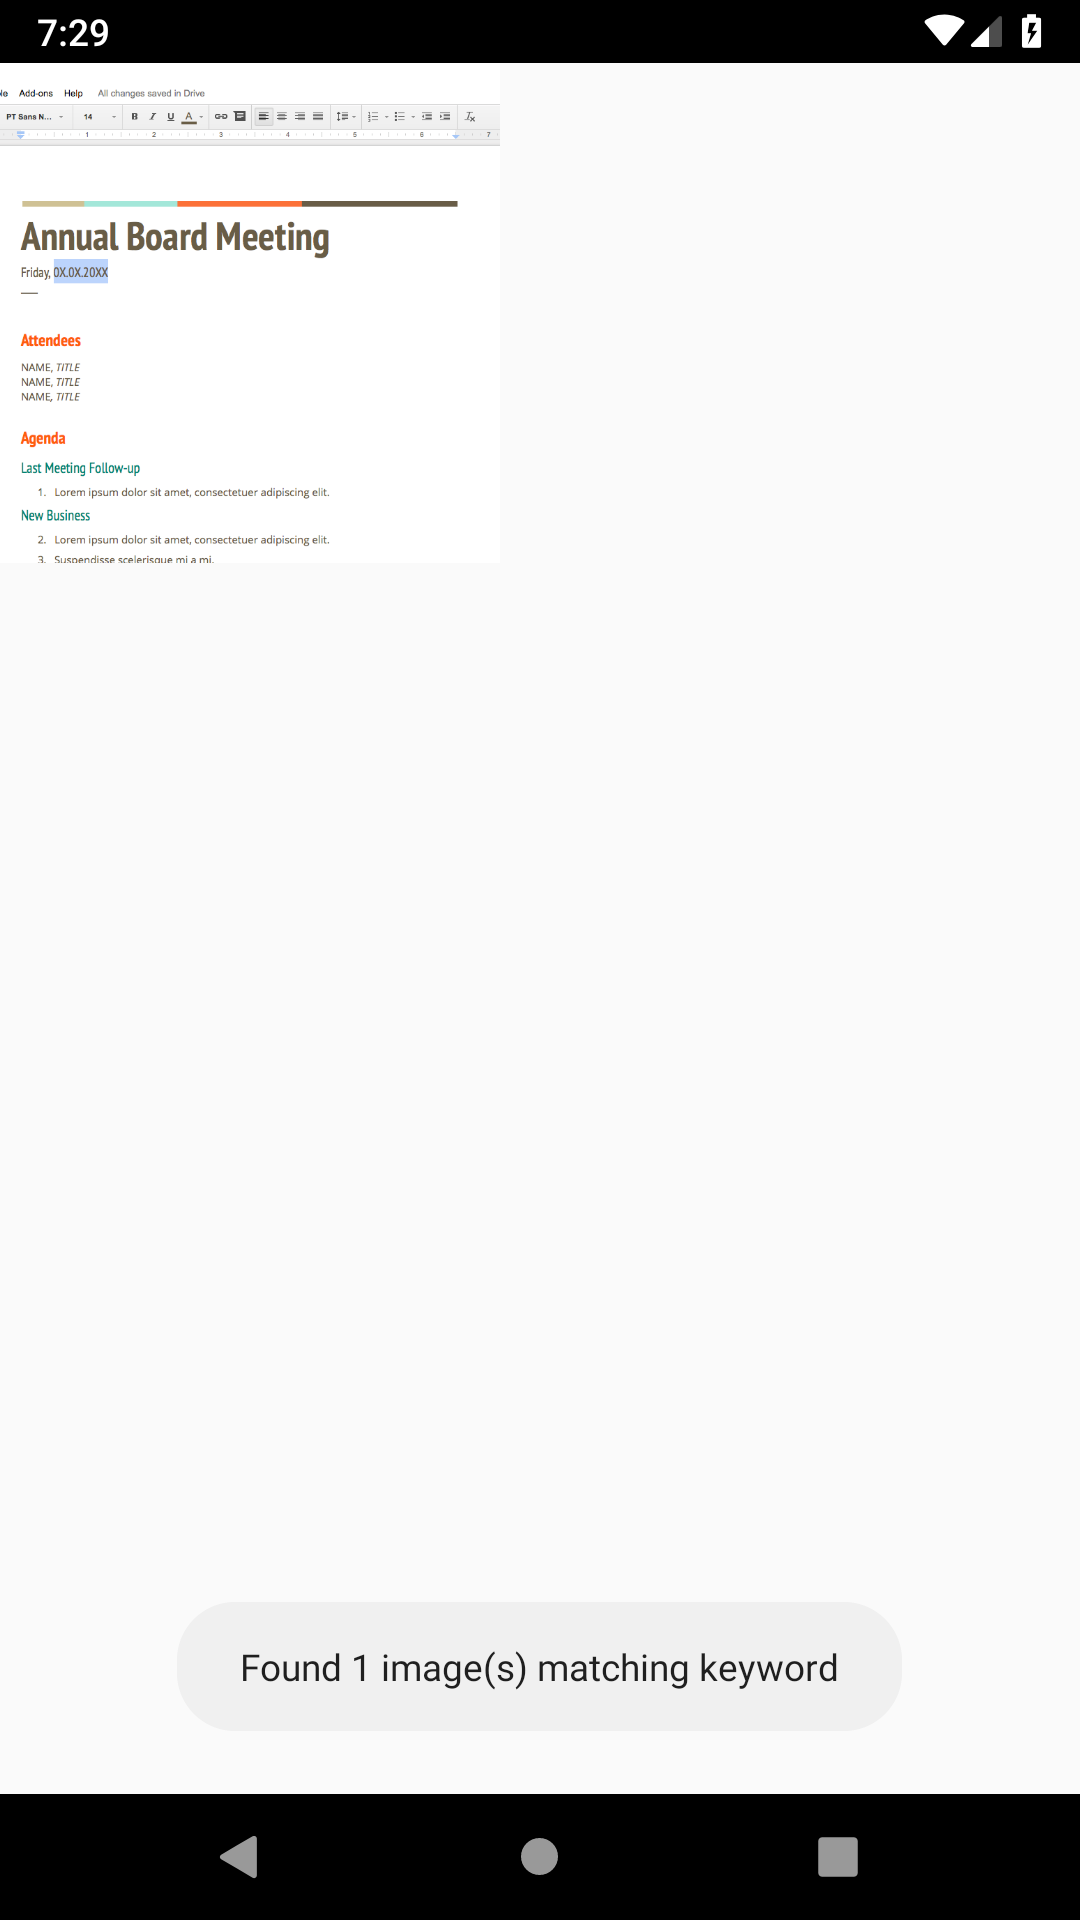 7:29
Add-ons Help All changes saved in Drive
PT Sans N... 14 B I U A
1 2 3 4 5 6 7
Annual Board Meeting
Friday, 0X.0X.20XX
Attendees
NAME, TITLE
NAME, TITLE
NAME, TITLE
Agenda
Last Meeting Follow-up
1. Lorem ipsum dolor sit amet, consectetuer adipiscing elit.
New Business
2. Lorem ipsum dolor sit amet, consectetuer adipiscing elit.
3. Suspendisse scelerisque mi a mi.
Found 1 image(s) matching keyword